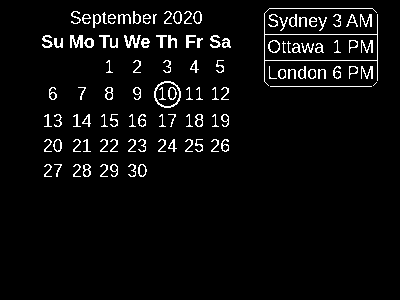 September 2020
Su Mo Tu We Th Fr Sa
1 2 3 4 5
6 7 8 9 10 11 12
13 14 15 16 17 18 19
20 21 22 23 24 25 26
27 28 29 30
Sydney 3 AM
Ottawa 1 PM
London 6 PM